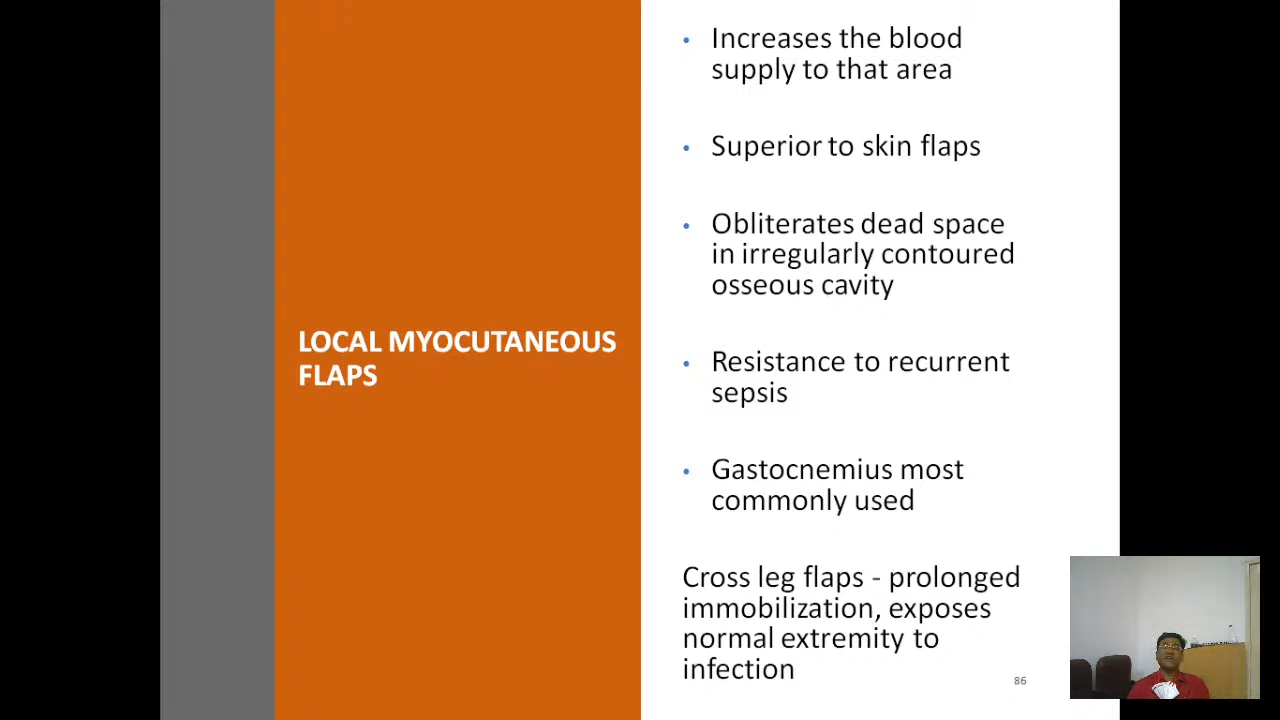 LOCAL MYOCUTANEOUS
FLAPS
• Increases the blood
supply to that area
• Superior to skin flaps
• Obliterates dead space
in irregularly contoured
osseous cavity
• Resistance to recurrent
sepsis
• Gastocnemius most
commonly used
Cross leg flaps - prolonged
immobilization, exposes
normal extremity to
infection
86